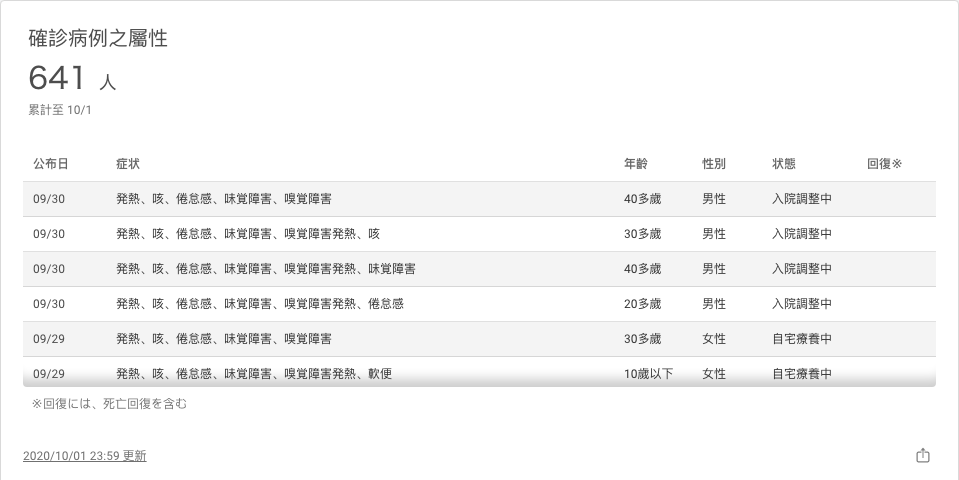 確診病例之屬性
641 人
累計至 10/1
公布日 症状 年齡 性別 状態 回復※
09/30 発熱、咳、倦怠感、味覚障害、嗅覚障害 40多歲 男性 入院調整中
09/30 発熱、咳、倦怠感、味覚障害、嗅覚障害発熱、咳 30多歲 男性 入院調整中
09/30 発熱、咳、倦怠感、味覚障害、嗅覚障害発熱、味覚障害 40多歲 男性 入院調整中
09/30 発熱、咳、倦怠感、味覚障害、嗅覚障害発熱、倦怠感 20多歲 男性 入院調整中
09/29 発熱、咳、倦怠感、味覚障害、嗅覚障害 30多歲 女性 自宅療養中
09/29 発熱、咳、倦怠感、味覚障害、嗅覚障害発熱、軟便 10歲以下 女性 自宅療養中
※回復には、死亡回復を含む
2020/10/01 23:59 更新